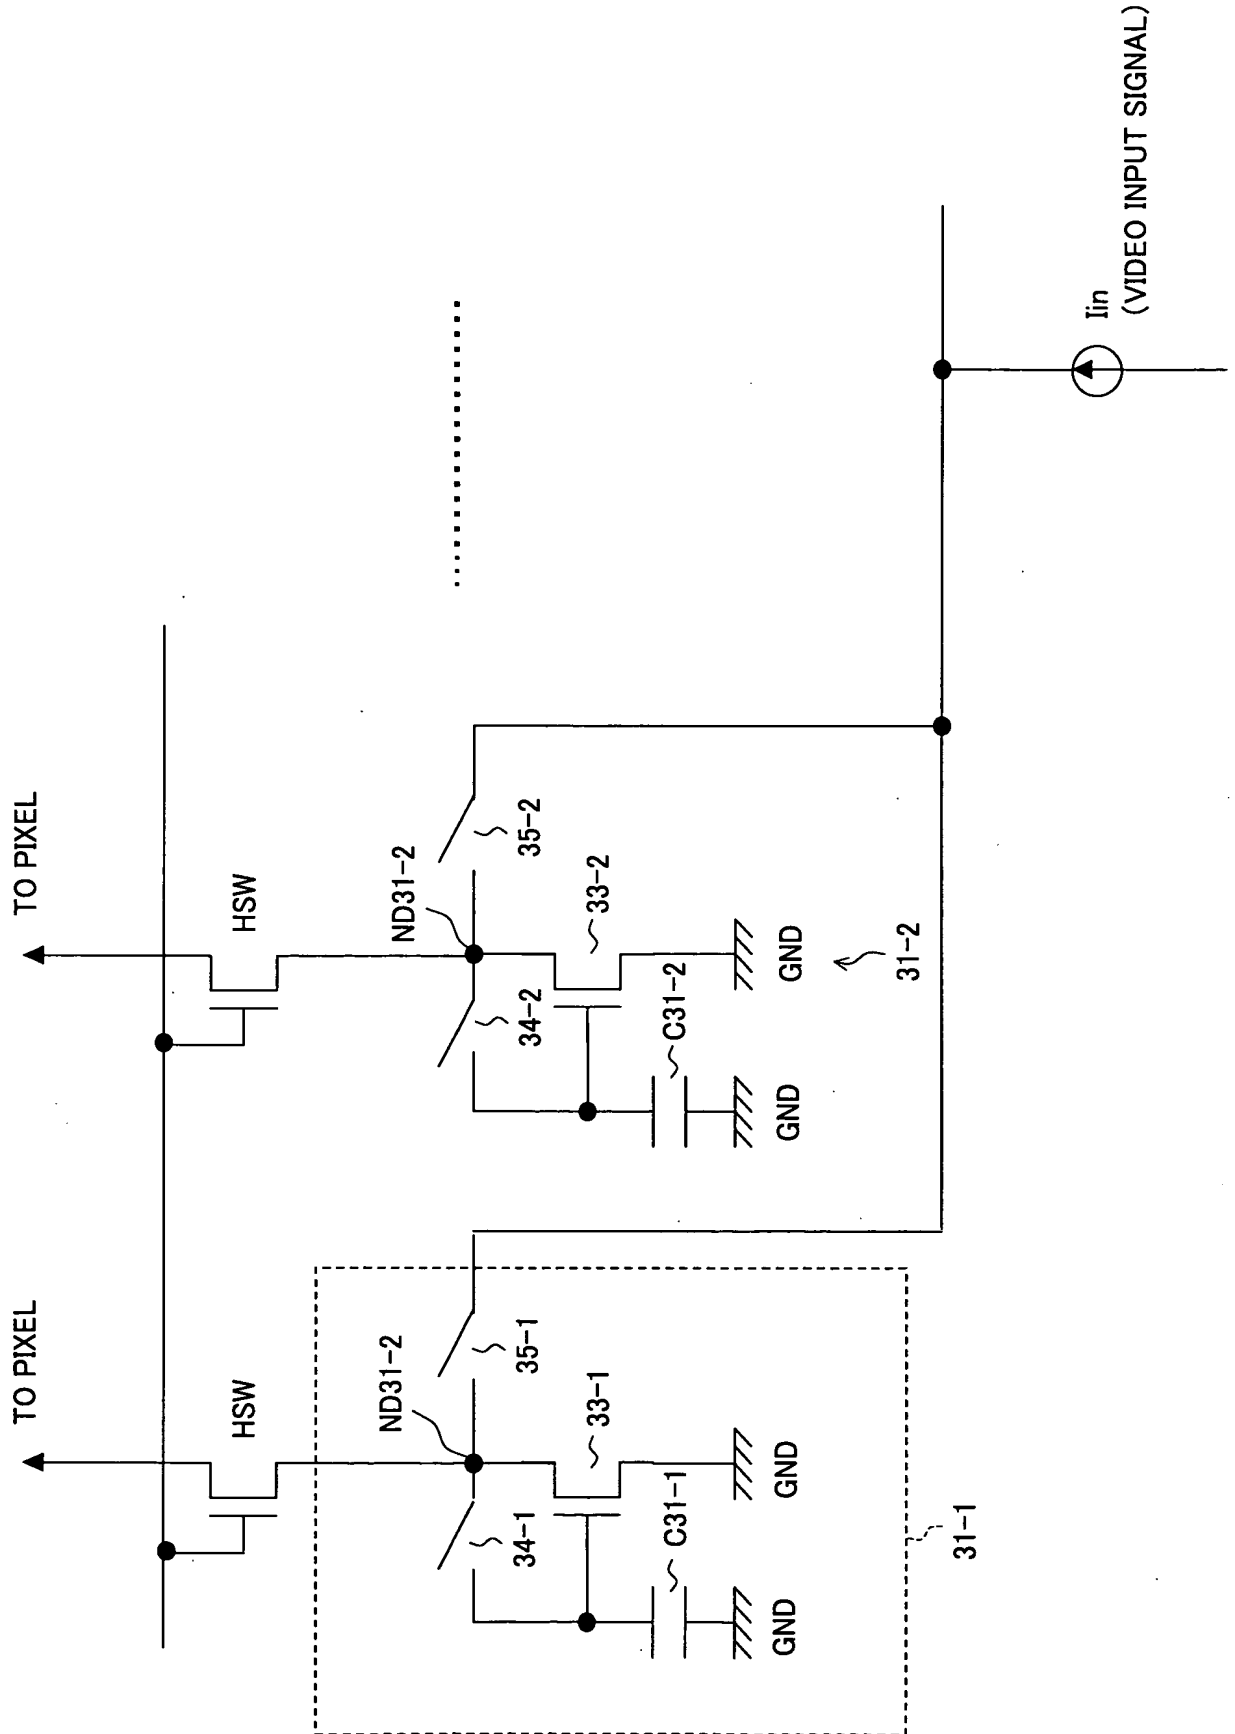 TO PIXEL
TO PIXEL
HSW
HSW
ND31-2
ND31-2
34-1
35-1
34-2
35-2
33-1
33-2
C31-1
C31-2
GND
GND
GND
GND
31-1
31-2
Iin
(VIDEO INPUT SIGNAL)